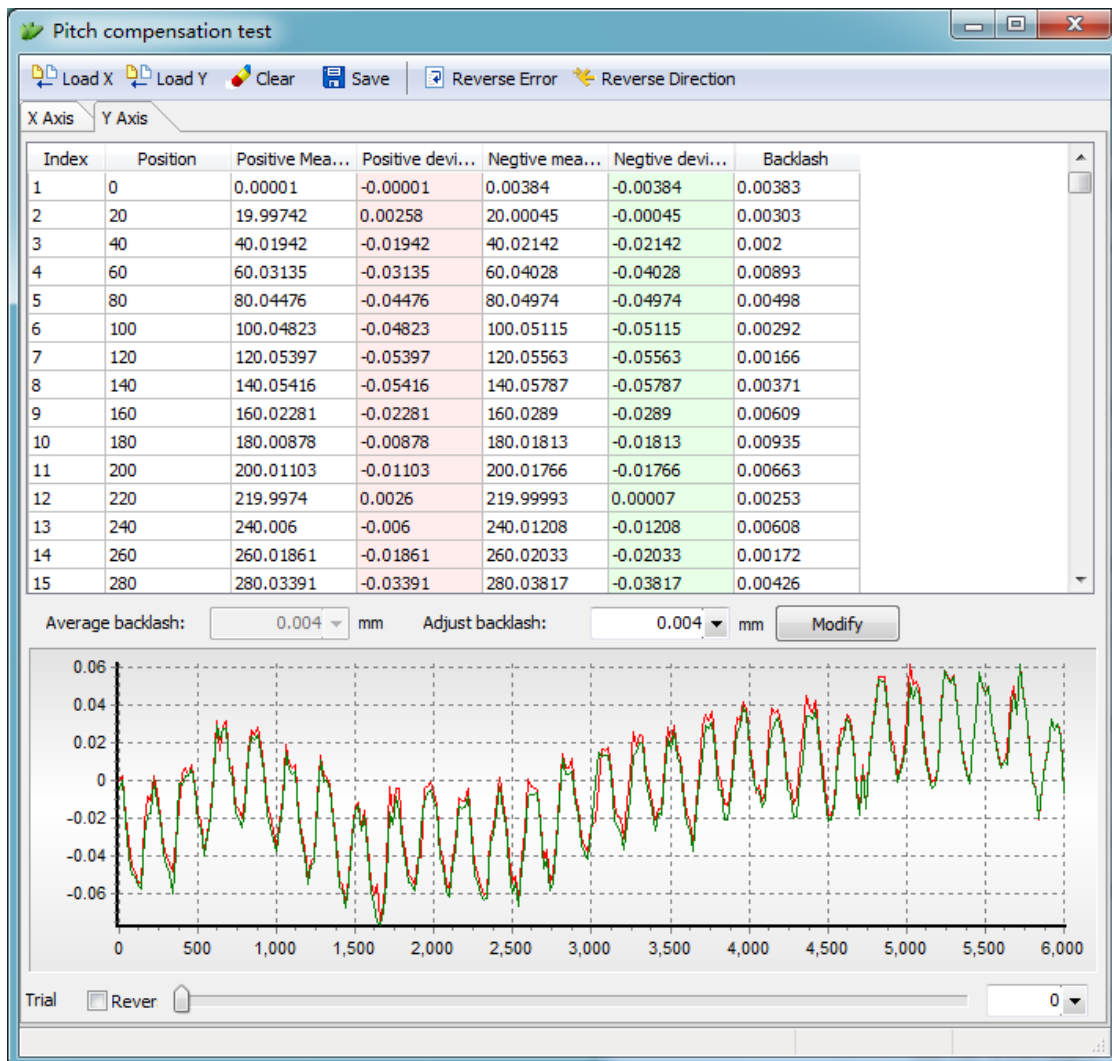 Pitch compensation test
Load X Load Y Clear Save Reverse Error Reverse Direction
X Axis Y Axis
Index Position Positive Mea... Positive devi... Negtive mea... Negtive devi... Backlash
1 0 0.00001 -0.00001 0.00384 -0.00384 0.00383
2 20 19.99742 0.00258 20.00045 -0.00045 0.00303
3 40 40.01942 -0.01942 40.02142 -0.02142 0.002
4 60 60.03135 -0.03135 60.04028 -0.04028 0.00893
5 80 80.04476 -0.04476 80.04974 -0.04974 0.00498
6 100 100.04823 -0.04823 100.05115 -0.05115 0.00292
7 120 120.05397 -0.05397 120.05563 -0.05563 0.00166
8 140 140.05416 -0.05416 140.05787 -0.05787 0.00371
9 160 160.02281 -0.02281 160.0289 -0.0289 0.00609
10 180 180.00878 -0.00878 180.01813 -0.01813 0.00935
11 200 200.01103 -0.01103 200.01766 -0.01766 0.00663
12 220 219.9974 0.0026 219.99993 0.00007 0.00253
13 240 240.006 -0.006 240.01208 -0.01208 0.00608
14 260 260.01861 -0.01861 260.02033 -0.02033 0.00172
15 280 280.03391 -0.03391 280.03817 -0.03817 0.00426
Average backlash: 0.004 mm Adjust backlash: 0.004 mm Modify
0.06
0.04
0.02
0
-0.02
-0.04
-0.06
0 500 1,000 1,500 2,000 2,500 3,000 3,500 4,000 4,500 5,000 5,500 6,000
Trial Rever 0